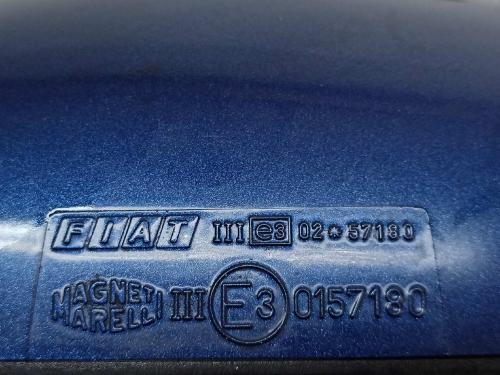 FIAT III e3 02*57180
MAGNETI MARELLI III E3 0157180